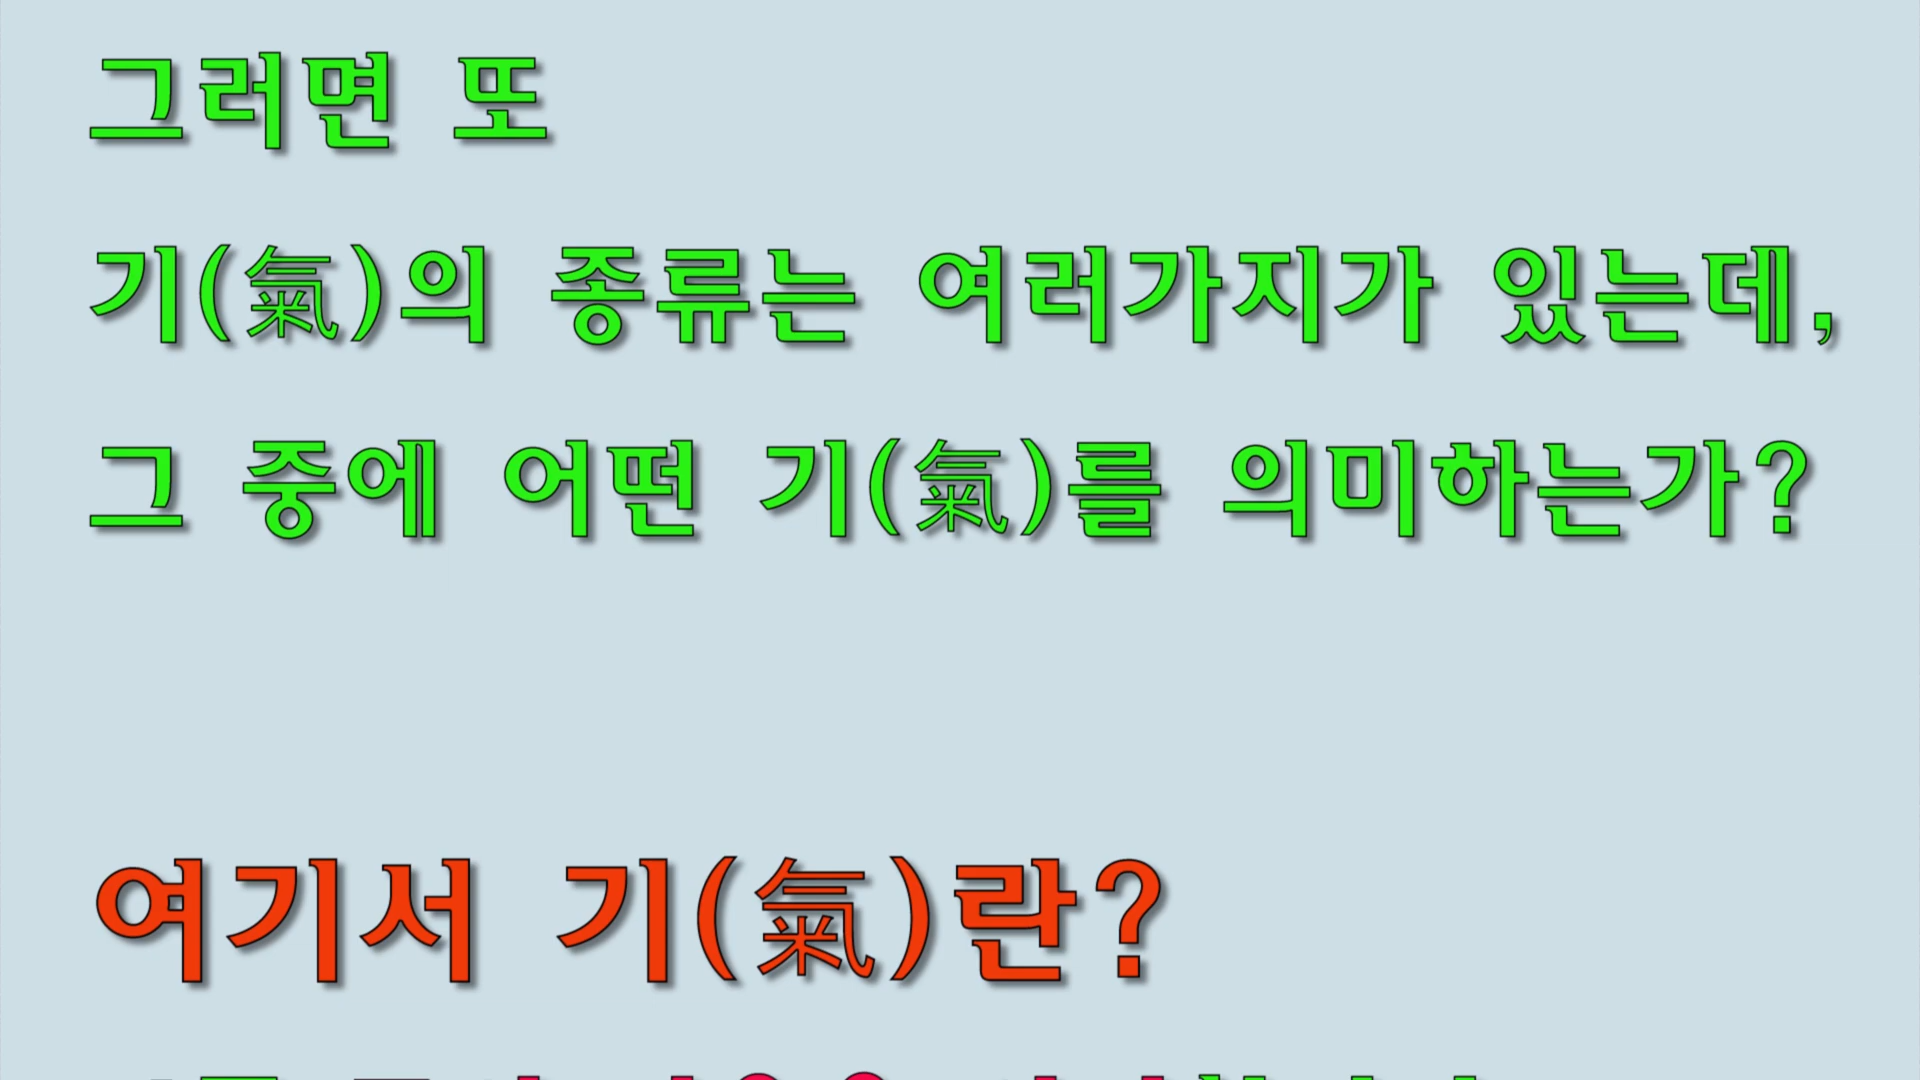 그러면 또
기(氣)의 종류는 여러가지가 있는데,
그 중에 어떤 기(氣)를 의미하는가?
여기서 기(氣)란?